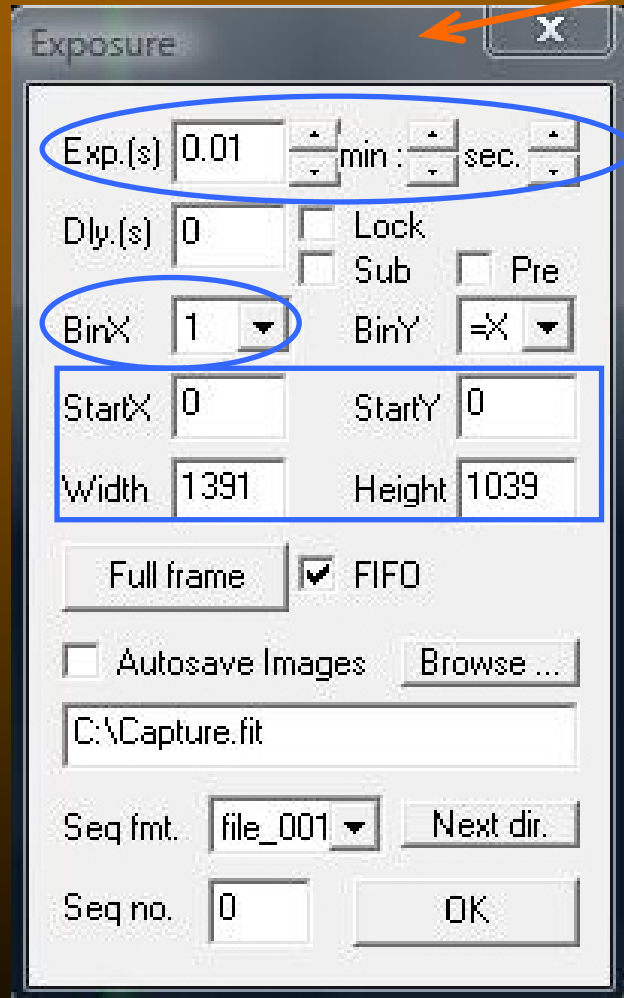 Exposure X
Exp.(s) 0.01 min : sec.
Dly.(s) 0 Lock
Sub Pre
BinX 1 BinY =X
StartX 0 StartY 0
Width 1391 Height 1039
Full frame FIFO
Autosave Images Browse ...
C:\Capture.fit
Seq fmt. file_001 Next dir.
Seq no. 0 OK